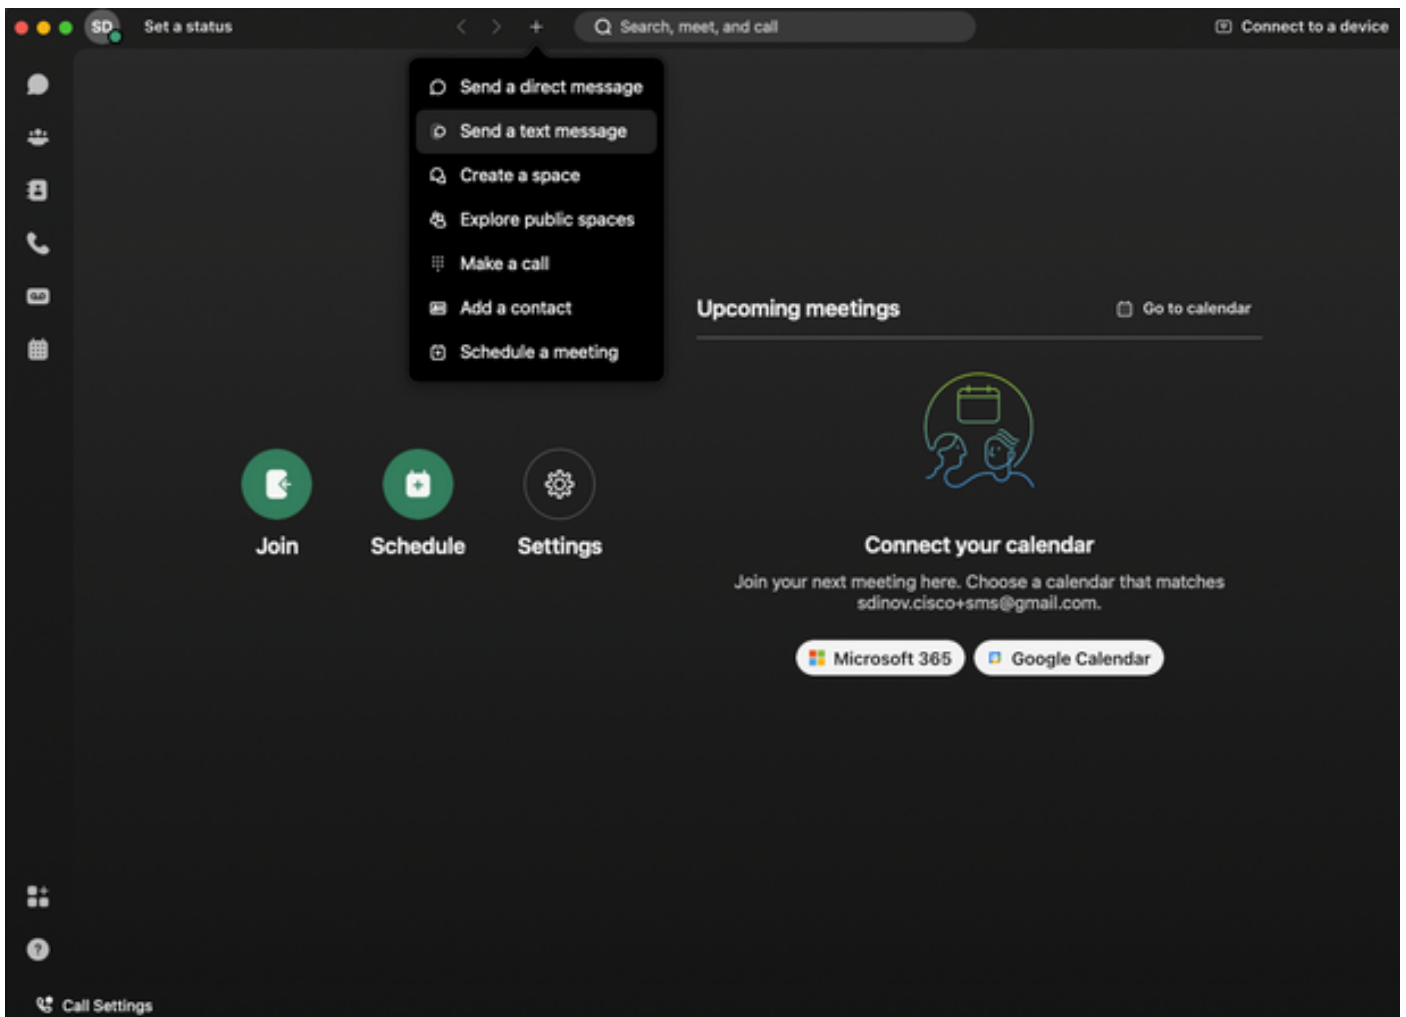 SD
Set a status
Search, meet, and call
Connect to a device
Send a direct message
Send a text message
Create a space
Explore public spaces
Make a call
Add a contact
Schedule a meeting
Upcoming meetings
Go to calendar
Join
Schedule
Settings
Connect your calendar
Join your next meeting here. Choose a calendar that matches
sdinov.cisco+sms@gmail.com.
Microsoft 365
Google Calendar
Call Settings